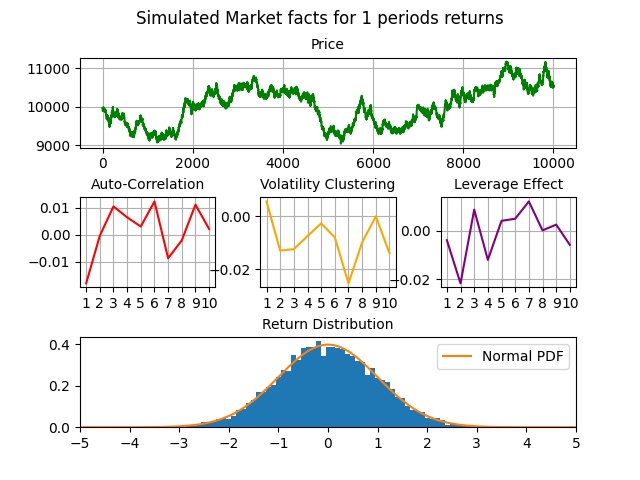 Simulated Market facts for 1 periods returns
Price
11000
10000
9000
0 2000 4000 6000 8000 10000
Auto-Correlation Volatility Clustering Leverage Effect
0.01
0.00
−0.01
1 2 3 4 5 6 7 8 9 10
0.00
−0.02
1 2 3 4 5 6 7 8 9 10
0.00
−0.02
1 2 3 4 5 6 7 8 9 10
Return Distribution
0.4
0.2
0.0
−5 −4 −3 −2 −1 0 1 2 3 4 5
Normal PDF